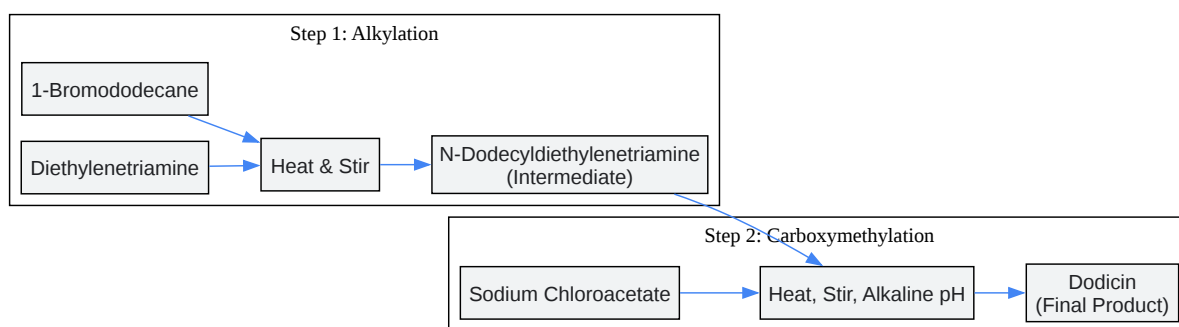 Step 1: Alkylation
1-Bromododecane
Diethylenetriamine
Heat & Stir
N-Dodecyldiethylenetriamine
(Intermediate)
Step 2: Carboxymethylation
Sodium Chloroacetate
Heat, Stir, Alkaline pH
Dodicin
(Final Product)